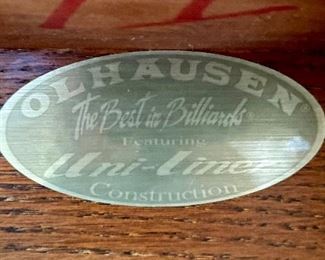 OLHAUSEN®
The Best in Billiards
Featuring
Uni-Liner
Construction